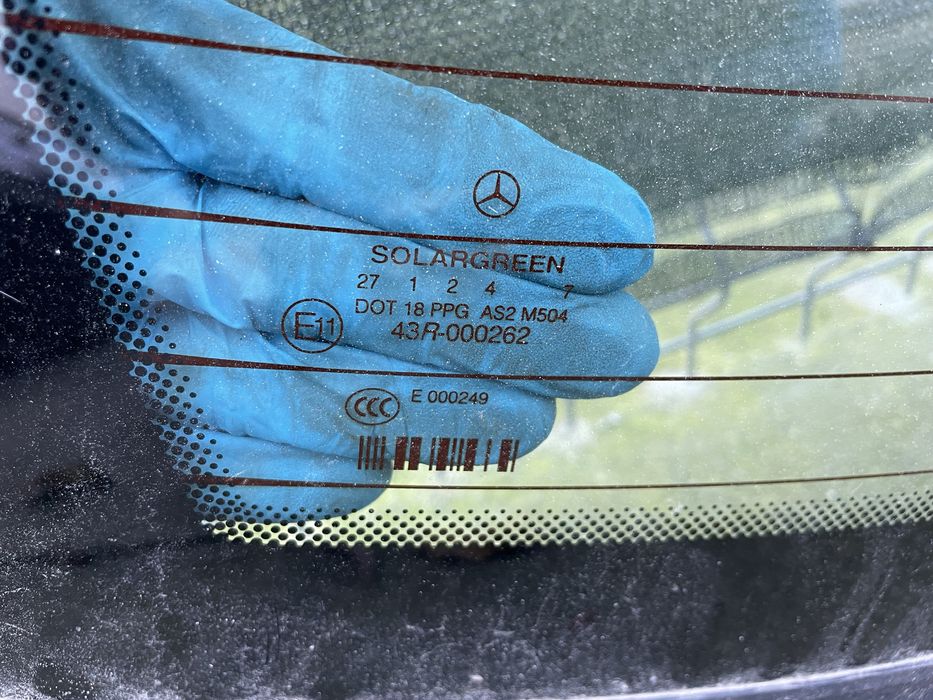 SOLARGREEN
27 1 2 4 7
DOT 18 PPG AS2 M504
E11 43R-000262
CCC E 000249